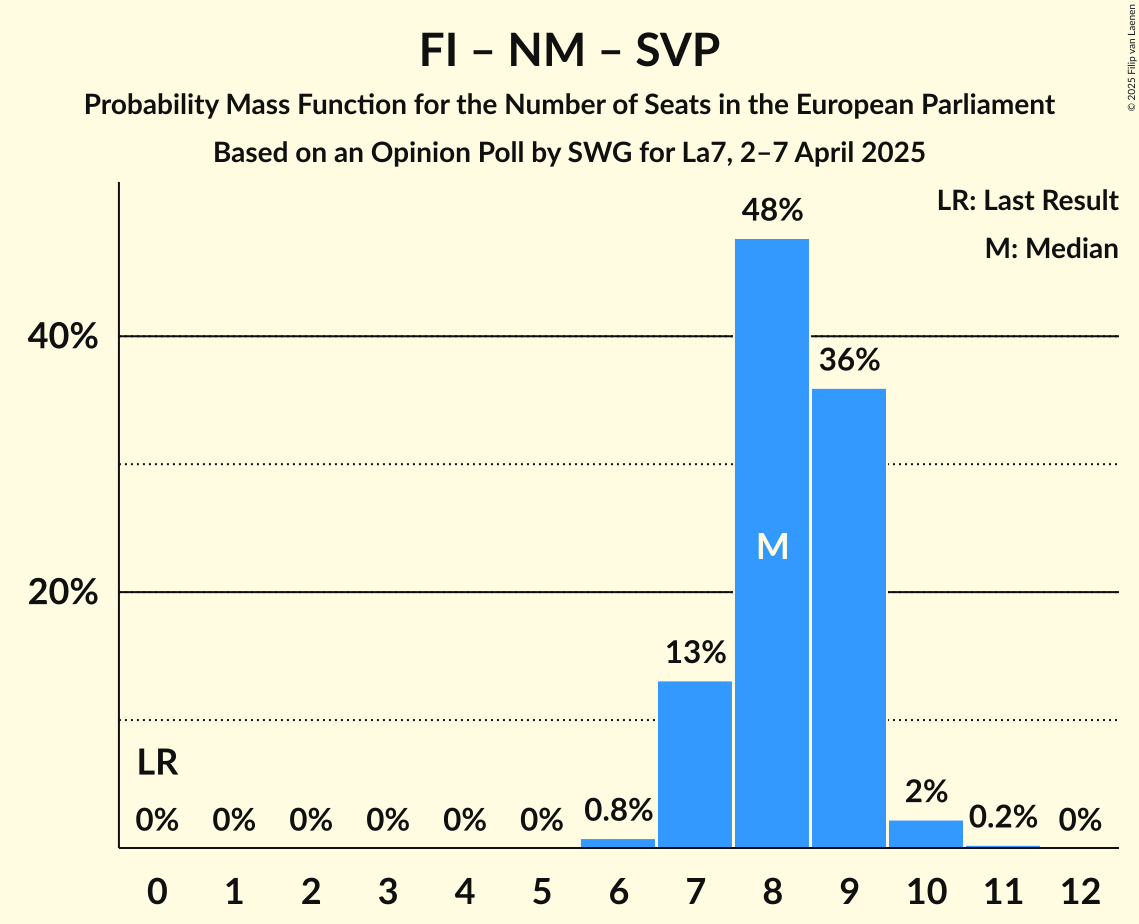 FI – NM – SVP
Probability Mass Function for the Number of Seats in the European Parliament
Based on an Opinion Poll by SWG for La7, 2–7 April 2025
© 2025 Filip van Laenen
LR: Last Result
M: Median
48%
40%
36%
M
20%
13%
LR
0% 0% 0% 0% 0% 0% 0.8% 2% 0.2% 0%
0 1 2 3 4 5 6 7 8 9 10 11 12